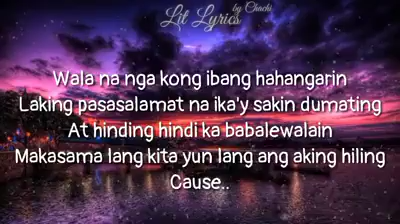 by Chachi
Lit Lyrics
Wala na nga kong ibang hahangarin
Laking pasasalamat na ika'y sakin dumating
At hinding hindi ka babalewalain
Makasama lang kita yun lang ang aking hiling
Cause..